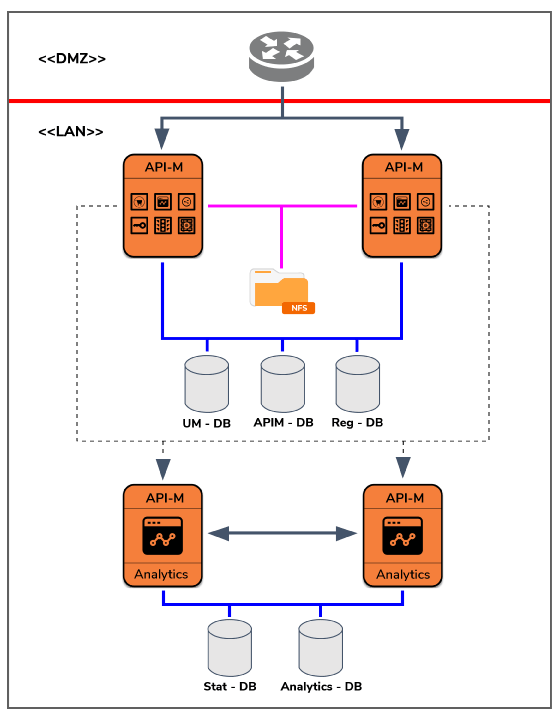 <<DMZ>>
<<LAN>>
API-M
API-M
NFS
UM - DB
APIM - DB
Reg - DB
API-M
API-M
Analytics
Analytics
Stat - DB
Analytics - DB